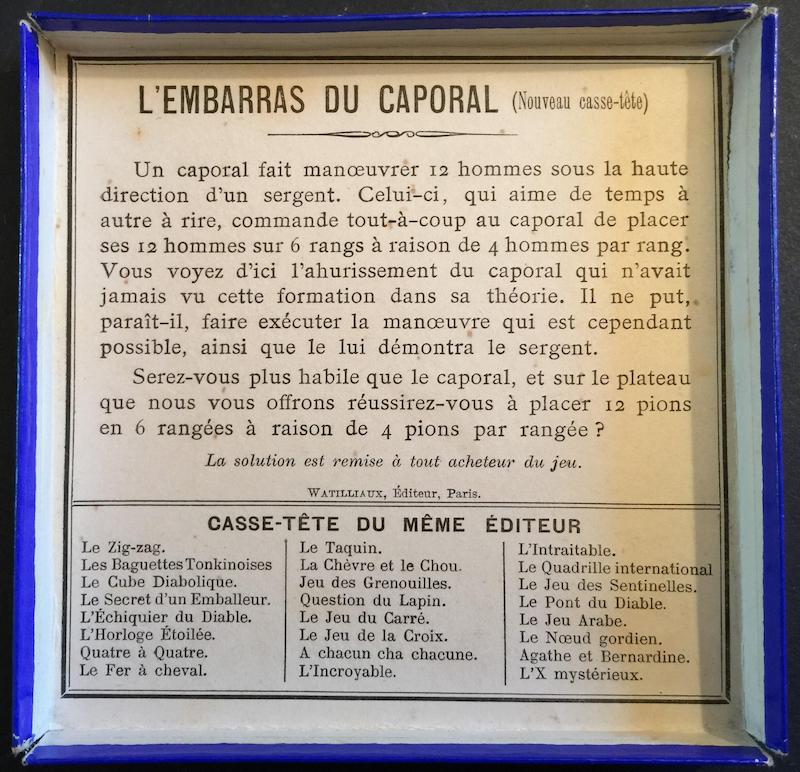 L'EMBARRAS DU CAPORAL (Nouveau casse-tête)
Un caporal fait manœuvrer 12 hommes sous la haute
direction d'un sergent. Celui-ci, qui aime de temps à
autre à rire, commande tout-à-coup au caporal de placer
ses 12 hommes sur 6 rangs à raison de 4 hommes par rang.
Vous voyez d'ici l'ahurissement du caporal qui n'avait
jamais vu cette formation dans sa théorie. Il ne put,
paraît-il, faire exécuter la manœuvre qui est cependant
possible, ainsi que le lui démontra le sergent.
Serez-vous plus habile que le caporal, et sur le plateau
que nous vous offrons réussirez-vous à placer 12 pions
en 6 rangées à raison de 4 pions par rangée ?
La solution est remise à tout acheteur du jeu.
WATILLIAUX, Éditeur, Paris.
CASSE-TÊTE DU MÊME ÉDITEUR
Le Zig-zag.
Les Baguettes Tonkinoises
Le Cube Diabolique.
Le Secret d'un Emballeur.
L'Échiquier du Diable.
L'Horloge Étoilée.
Quatre à Quatre.
Le Fer à cheval.
Le Taquin.
La Chèvre et le Chou.
Jeu des Grenouilles.
Question du Lapin.
Le Jeu du Carré.
Le Jeu de la Croix.
A chacun cha chacune.
L'Incroyable.
L'Intraitable.
Le Quadrille international
Le Jeu des Sentinelles.
Le Pont du Diable.
Le Jeu Arabe.
Le Nœud gordien.
Agathe et Bernardine.
L'X mystérieux.